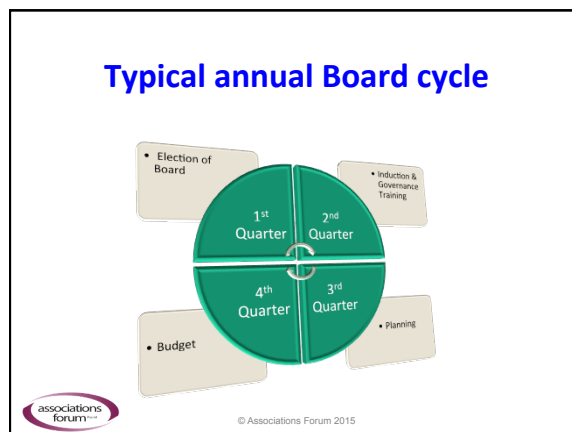 Typical annual Board cycle
• Election of
Board
• Induction &
Governance
Training
1st
Quarter
2nd
Quarter
4th
Quarter
3rd
Quarter
• Budget
• Planning
associations
forum
© Associations Forum 2015